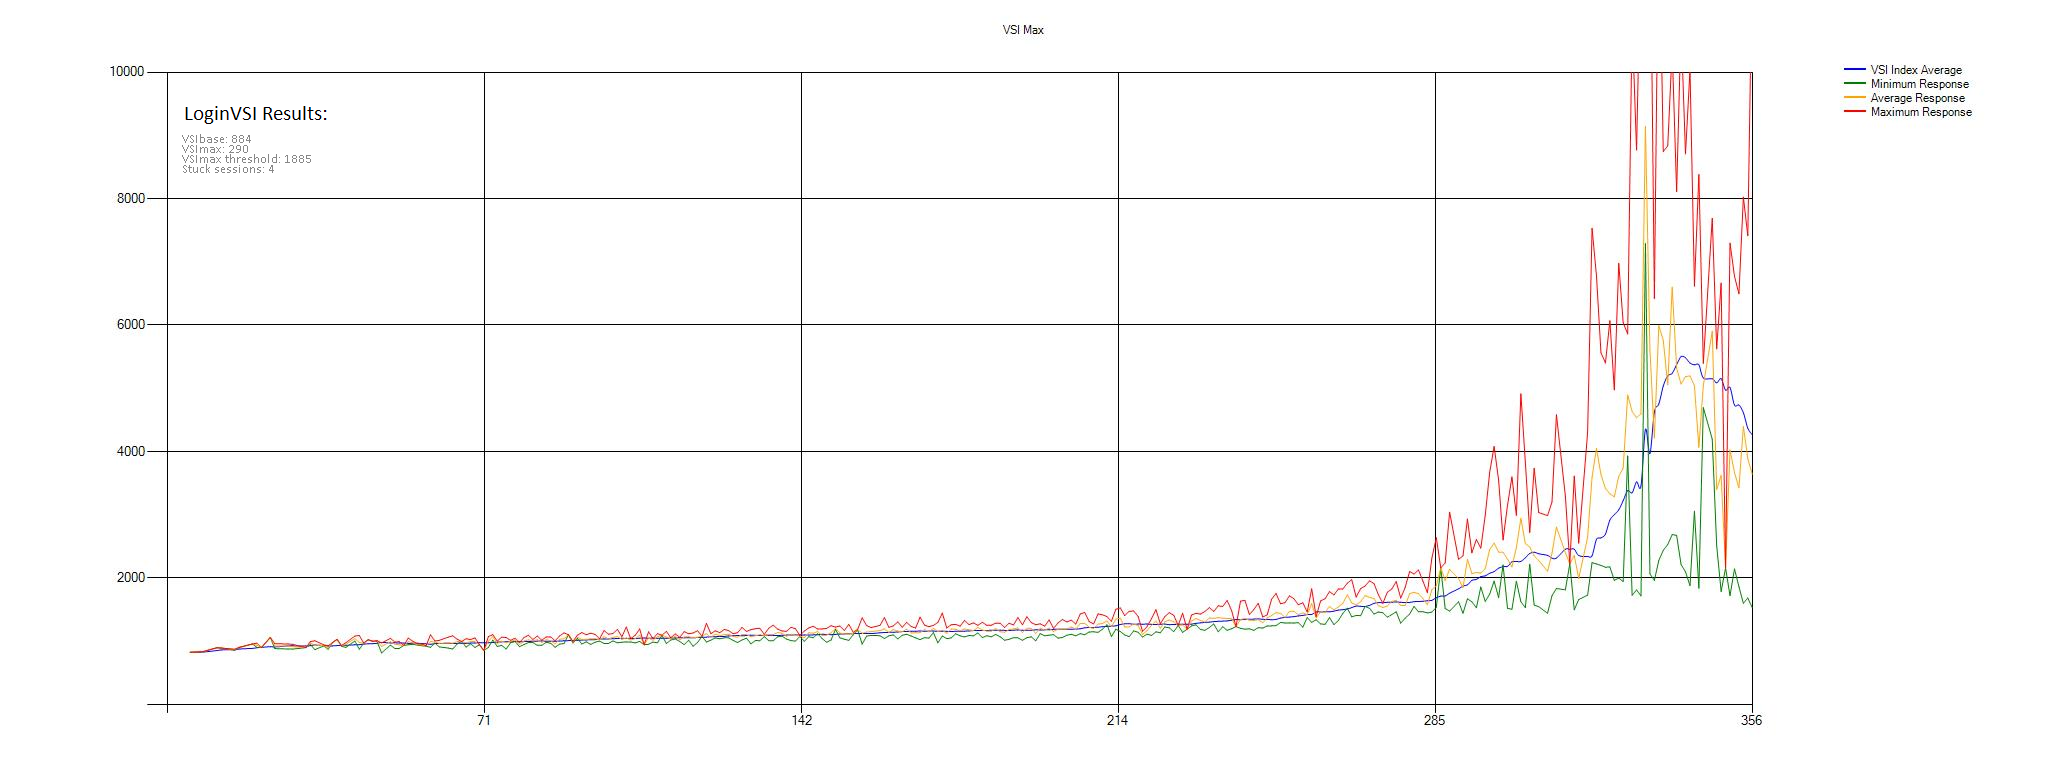 VSI Max
VSI Index Average
Minimum Response
Average Response
Maximum Response
10000
LoginVSI Results:
VSIbase: 884
VSImax: 290
VSImax threshold: 1885
Stuck sessions: 4
8000
6000
4000
2000
71 142 214 285 356